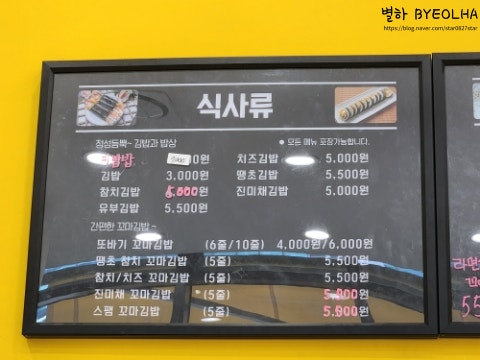 별하 BYEOLHA
https://blog.naver.com/star0827star
식사류
정성듬뿍~ 김밥과 밥상
* 모든 메뉴 포장가능합니다.
원 치즈김밥 5.000원
김밥 3.000원 땡초김밥 5.500원
참치김밥 5.000원 진미채김밥 5.500원
유부김밥 5.500원
간편한 꼬마김밥 ~
또바기 꼬마김밥 (6줄/10줄) 4.000원/6.000원
땡초 꼬마김밥 (5줄) 5.500원
참치/치즈 꼬마김밥 (5줄) 5.500원
진미채 꼬마김밥 (5줄)
스팸 꼬마김밥 (5줄)
라면